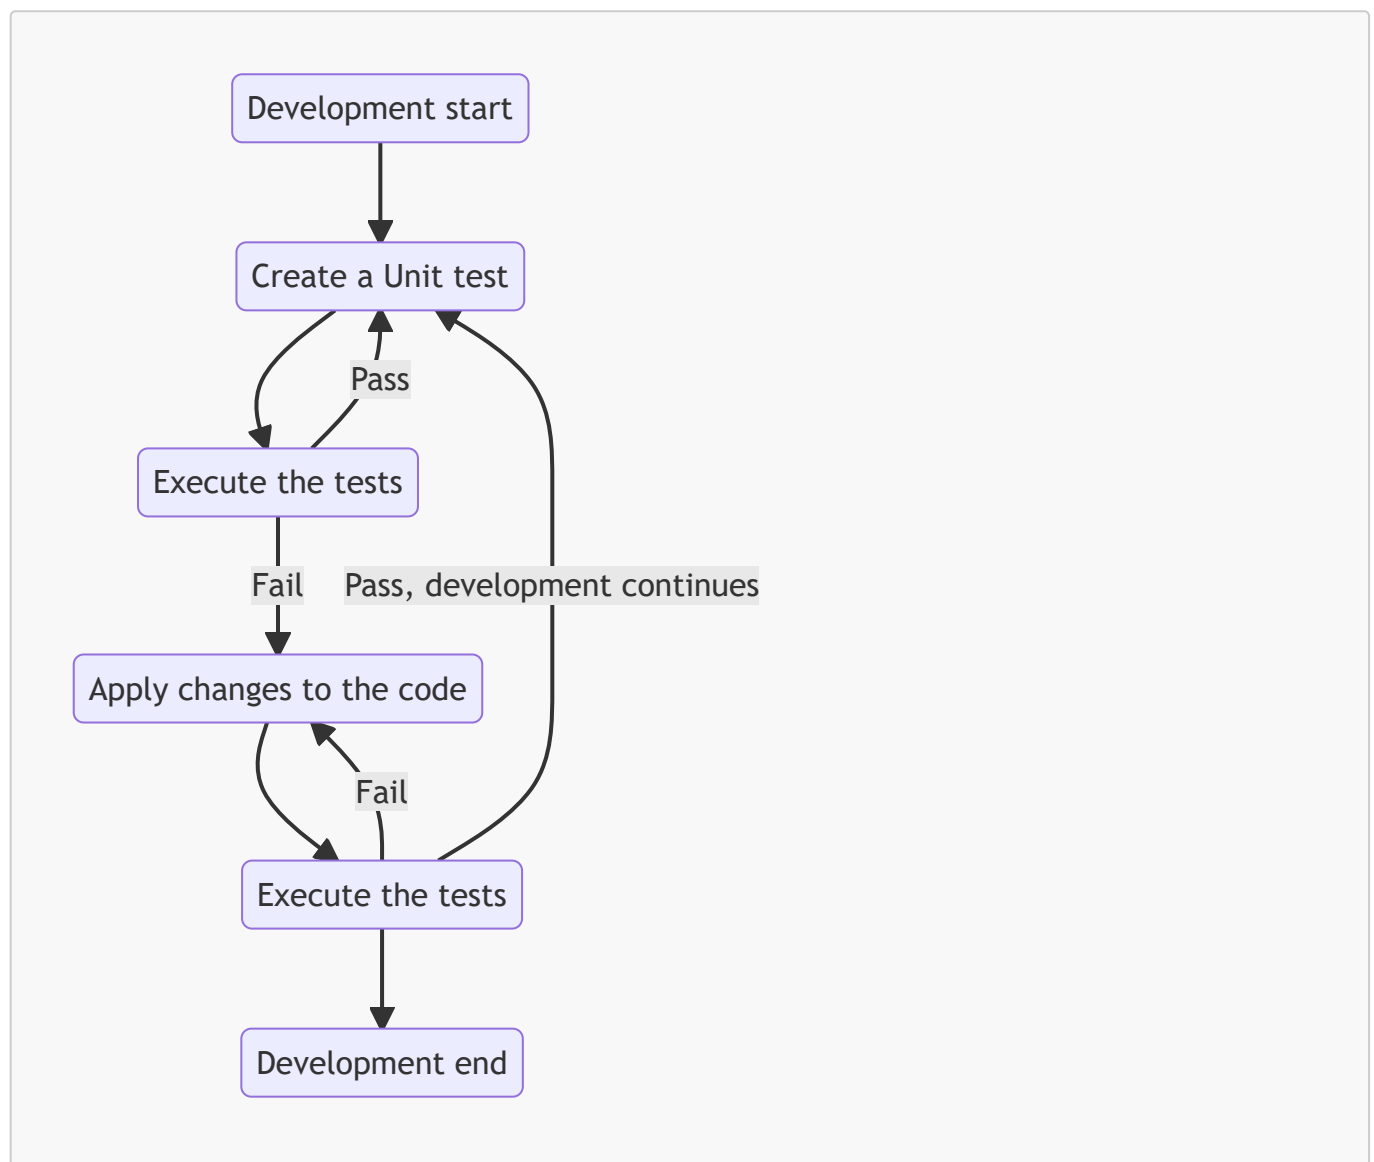 Development start
Create a Unit test
Pass
Execute the tests
Fail
Pass, development continues
Apply changes to the code
Fail
Execute the tests
Development end